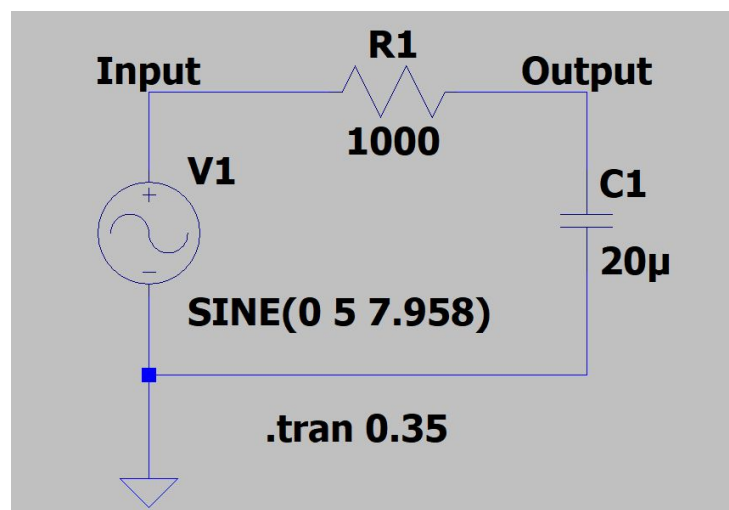 R1
Input
Output
1000
V1
C1
+
20µ
−
SINE(0 5 7.958)
.tran 0.35